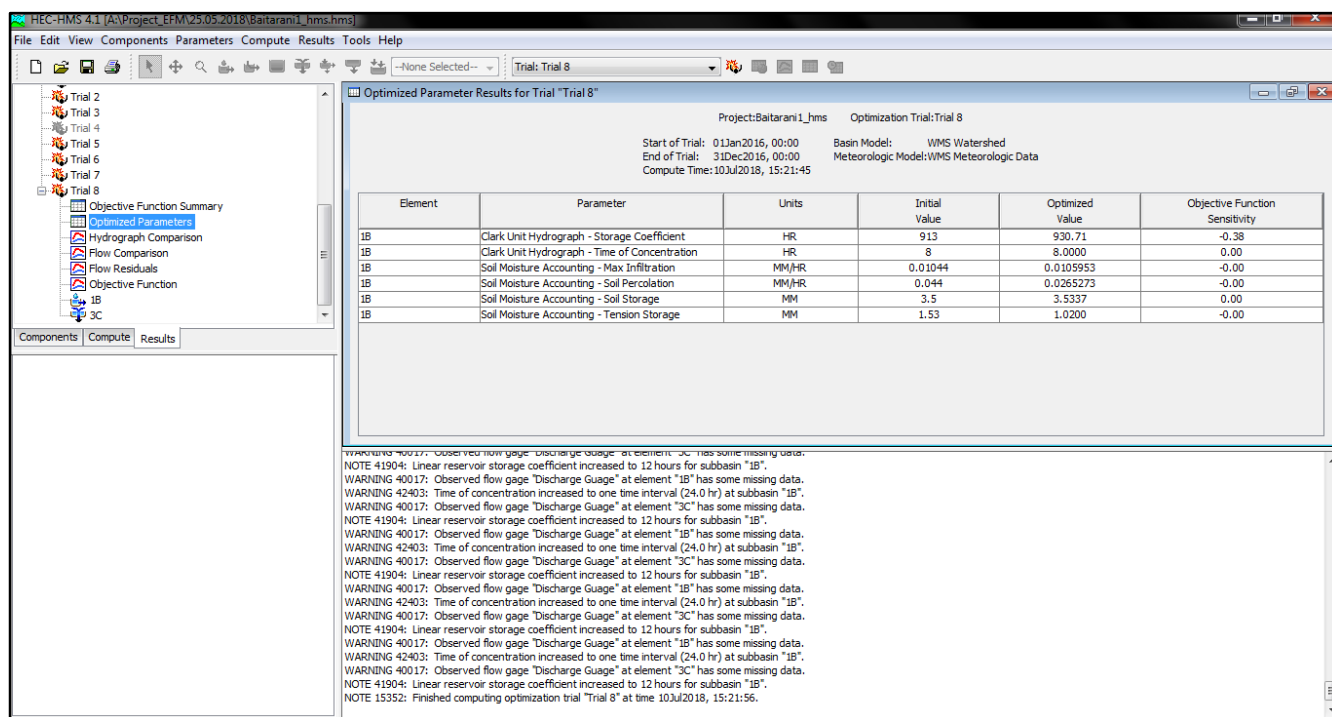 HEC-HMS 4.1 [A:\Project_EFM\25.05.2018\Baitarani1_hms.hms]
File Edit View Components Parameters Compute Results Tools Help
--None Selected-- Trial: Trial 8
Trial 2
Trial 3
Trial 4
Trial 5
Trial 6
Trial 7
Trial 8
Objective Function Summary
Optimized Parameters
Hydrograph Comparison
Flow Comparison
Flow Residuals
Objective Function
1B
3C
Components Compute Results
Optimized Parameter Results for Trial "Trial 8"
Project:Baitarani1_hms Optimization Trial:Trial 8
Start of Trial: 01Jan2016, 00:00 Basin Model: WMS Watershed
End of Trial: 31Dec2016, 00:00 Meteorologic Model:WMS Meteorologic Data
Compute Time:10Jul2018, 15:21:45
Element Parameter Units Initial Value Optimized Value Objective Function Sensitivity
1B Clark Unit Hydrograph - Storage Coefficient HR 913 930.71 -0.38
1B Clark Unit Hydrograph - Time of Concentration HR 8 8.0000 0.00
1B Soil Moisture Accounting - Max Infiltration MM/HR 0.01044 0.0105953 -0.00
1B Soil Moisture Accounting - Soil Percolation MM/HR 0.044 0.0265273 -0.00
1B Soil Moisture Accounting - Soil Storage MM 3.5 3.5337 0.00
1B Soil Moisture Accounting - Tension Storage MM 1.53 1.0200 -0.00
WARNING 40017: Observed flow gage "Discharge Guage" at element "3C" has some missing data.
NOTE 41904: Linear reservoir storage coefficient increased to 12 hours for subbasin "1B".
WARNING 40017: Observed flow gage "Discharge Guage" at element "1B" has some missing data.
WARNING 42403: Time of concentration increased to one time interval (24.0 hr) at subbasin "1B".
WARNING 40017: Observed flow gage "Discharge Guage" at element "3C" has some missing data.
NOTE 41904: Linear reservoir storage coefficient increased to 12 hours for subbasin "1B".
WARNING 40017: Observed flow gage "Discharge Guage" at element "1B" has some missing data.
WARNING 42403: Time of concentration increased to one time interval (24.0 hr) at subbasin "1B".
WARNING 40017: Observed flow gage "Discharge Guage" at element "3C" has some missing data.
NOTE 41904: Linear reservoir storage coefficient increased to 12 hours for subbasin "1B".
WARNING 40017: Observed flow gage "Discharge Guage" at element "1B" has some missing data.
WARNING 42403: Time of concentration increased to one time interval (24.0 hr) at subbasin "1B".
WARNING 40017: Observed flow gage "Discharge Guage" at element "3C" has some missing data.
NOTE 41904: Linear reservoir storage coefficient increased to 12 hours for subbasin "1B".
WARNING 40017: Observed flow gage "Discharge Guage" at element "1B" has some missing data.
WARNING 42403: Time of concentration increased to one time interval (24.0 hr) at subbasin "1B".
WARNING 40017: Observed flow gage "Discharge Guage" at element "3C" has some missing data.
NOTE 41904: Linear reservoir storage coefficient increased to 12 hours for subbasin "1B".
NOTE 15352: Finished computing optimization trial "Trial 8" at time 10Jul2018, 15:21:56.